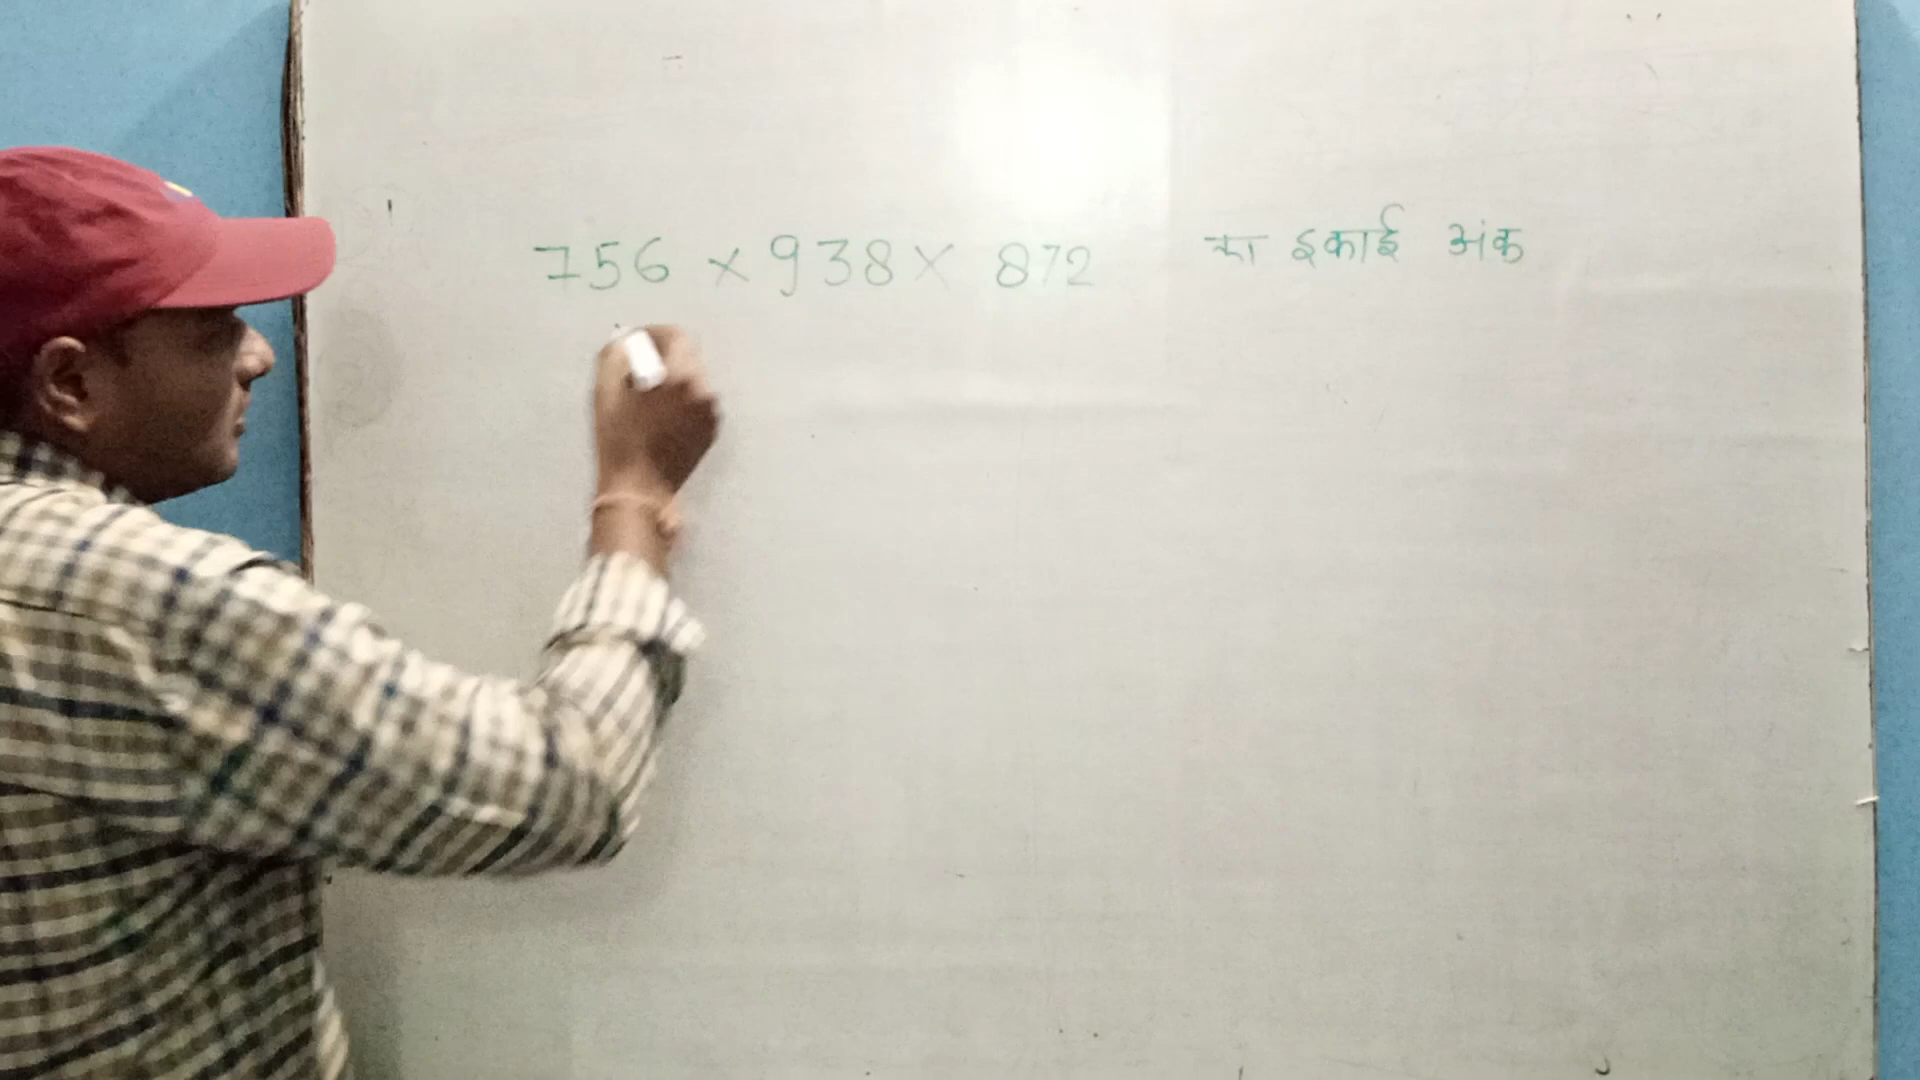 756 × 938 × 872 का इकाई अंक